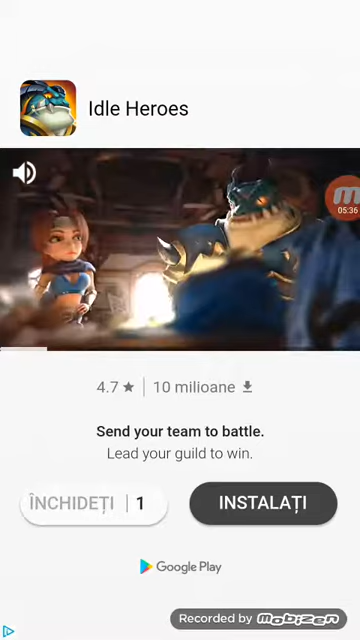 Idle Heroes
05:36
4.7 ★ | 10 milioane
Send your team to battle.
Lead your guild to win.
ÎNCHIDEȚI | 1
INSTALAȚI
Google Play
Recorded by mobizen